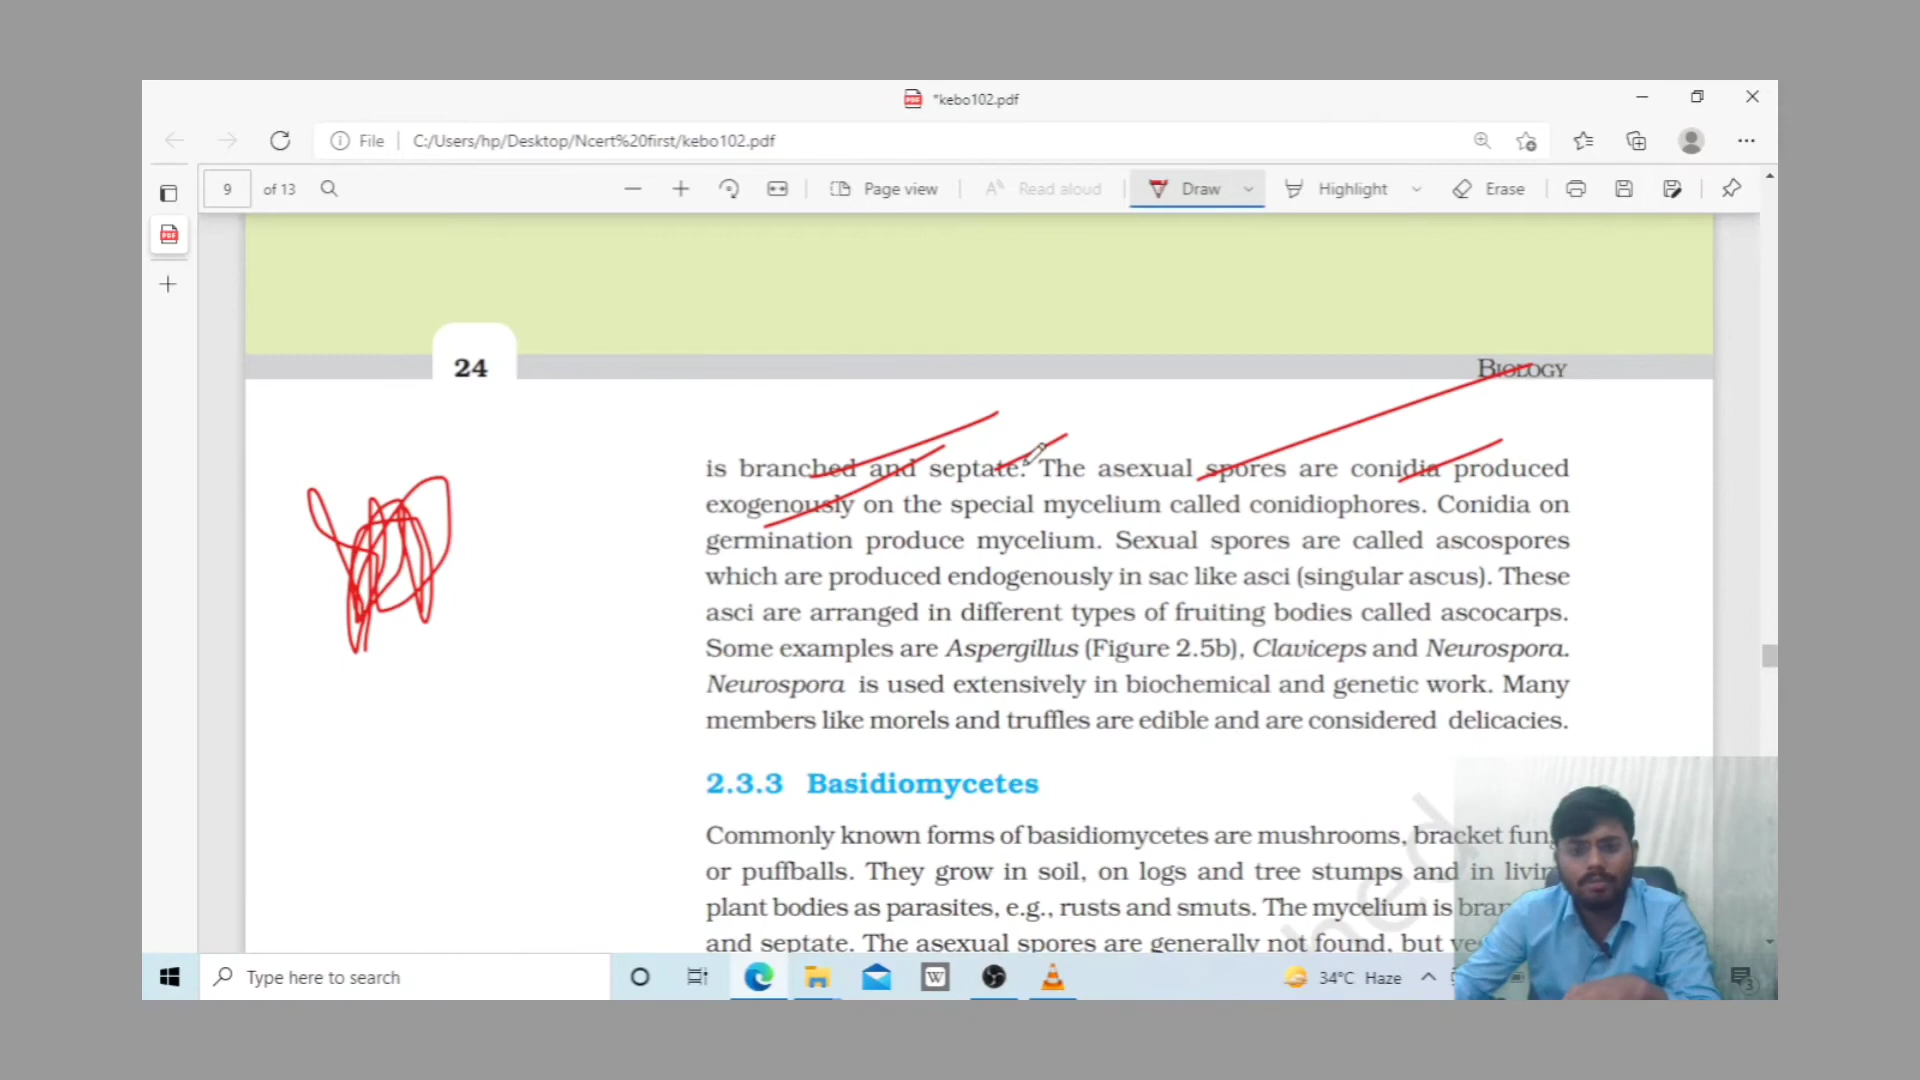 *kebo102.pdf
File C:/Users/hp/Desktop/Ncert%20first/kebo102.pdf
9 of 13 Page view Read aloud Draw Highlight Erase
24
BIOLOGY
is branched and septate. The asexual spores are conidia produced
exogenously on the special mycelium called conidiophores. Conidia on
germination produce mycelium. Sexual spores are called ascospores
which are produced endogenously in sac like asci (singular ascus). These
asci are arranged in different types of fruiting bodies called ascocarps.
Some examples are Aspergillus (Figure 2.5b), Claviceps and Neurospora.
Neurospora is used extensively in biochemical and genetic work. Many
members like morels and truffles are edible and are considered delicacies.
2.3.3 Basidiomycetes
Commonly known forms of basidiomycetes are mushrooms, bracket
or puffballs. They grow in soil, on logs and tree stumps and in
plant bodies as parasites, e.g., rusts and smuts. The mycelium is
and septate. The asexual spores are generally not found, but
Type here to search
34°C Haze
3